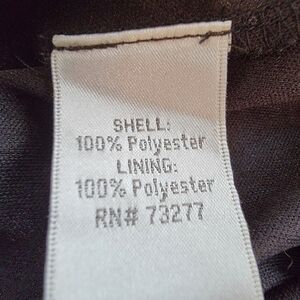 SHELL:
100% Polyester
LINING:
100% Polyester
RN# 73277